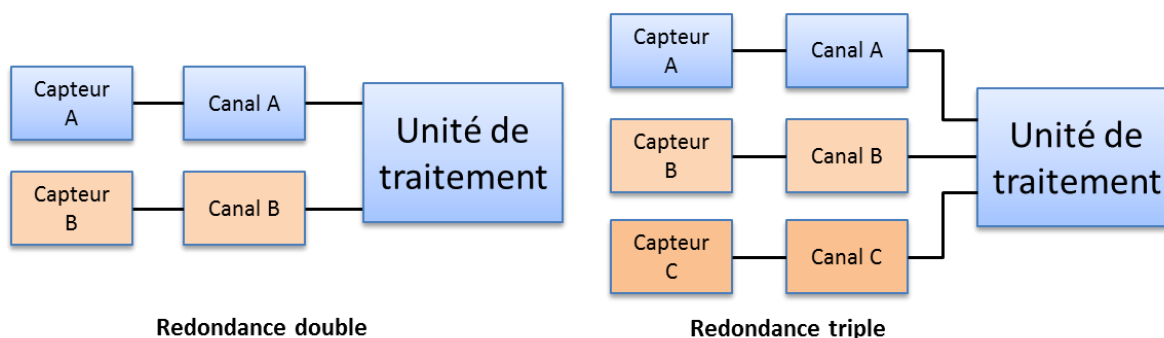 Capteur
A
Canal A
Capteur
B
Canal B
Unité de
traitement
Redondance double
Capteur
A
Canal A
Capteur
B
Canal B
Capteur
C
Canal C
Unité de
traitement
Redondance triple